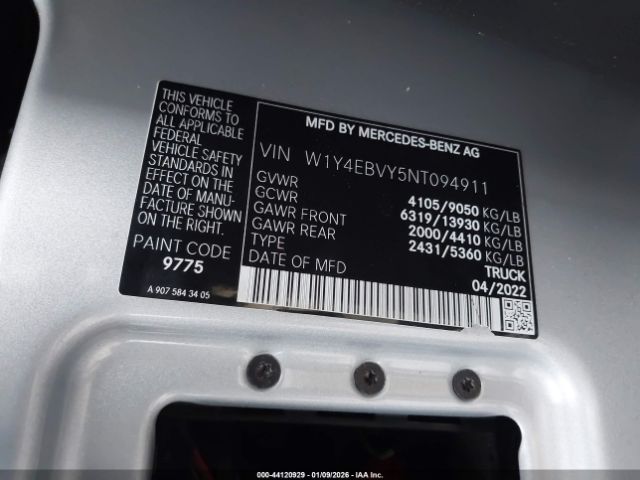 THIS VEHICLE
CONFORMS TO
ALL APPLICABLE
FEDERAL
VEHICLE SAFETY
STANDARDS IN
EFFECT ON THE
DATE OF MANU-
FACTURE SHOWN
ABOVE.
PAINT CODE
9775
A 907 584 34 05
MFD BY MERCEDES-BENZ AG
VIN W1Y4EBVY5NT094911
GVWR 4105/9050 KG/LB
GCWR 6319/13930 KG/LB
GAWR FRONT 2000/4410 KG/LB
GAWR REAR 2431/5360 KG/LB
TYPE TRUCK
DATE OF MFD 04/2022
000-44120929 - 01/09/2026 - IAA Inc.